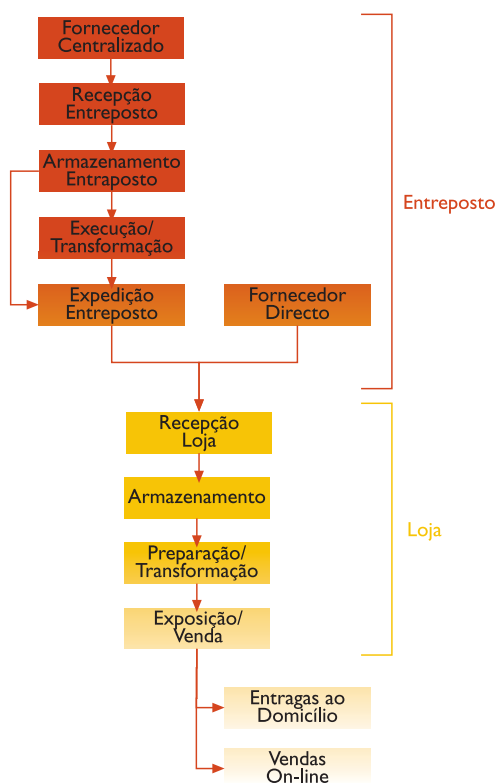 Fornecedor
Centralizado
Recepção
Entreposto
Armazenamento
Entraposto
Entreposto
Execução/
Transformação
Expedição
Entreposto
Fornecedor
Directo
Recepção
Loja
Armazenamento
Loja
Preparação/
Transformação
Exposição/
Venda
Entragas ao
Domicílio
Vendas
On-line